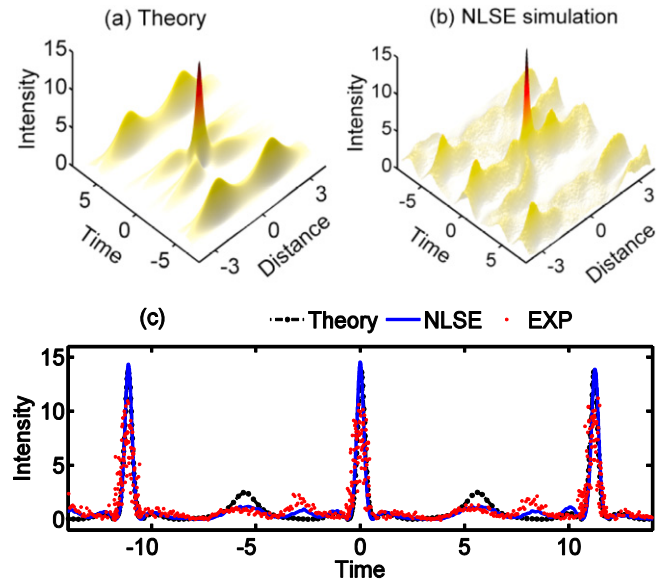 (a) Theory
(b) NLSE simulation
Intensity
15
10
5
0
5
0
-5
Time
-3
0
3
Distance
Intensity
15
10
5
0
-5
0
5
Time
-3
0
3
Distance
(c)
Theory NLSE EXP
Intensity
15
10
5
0
-10 -5 0 5 10
Time